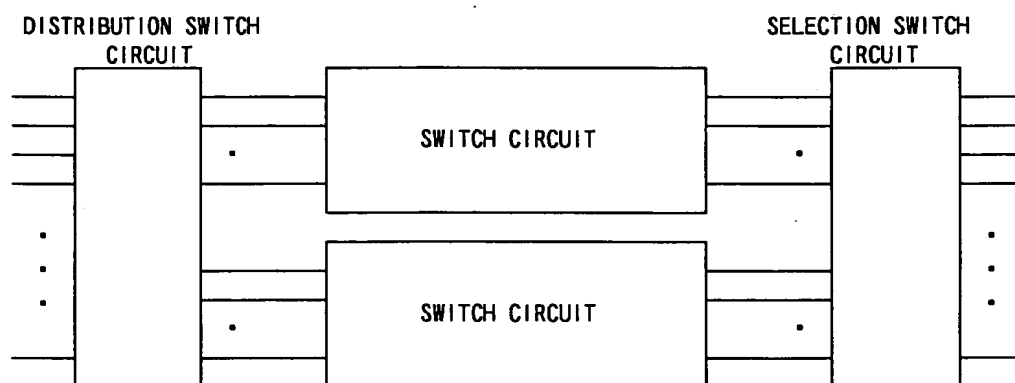 DISTRIBUTION SWITCH
CIRCUIT
SELECTION SWITCH
CIRCUIT
SWITCH CIRCUIT
SWITCH CIRCUIT